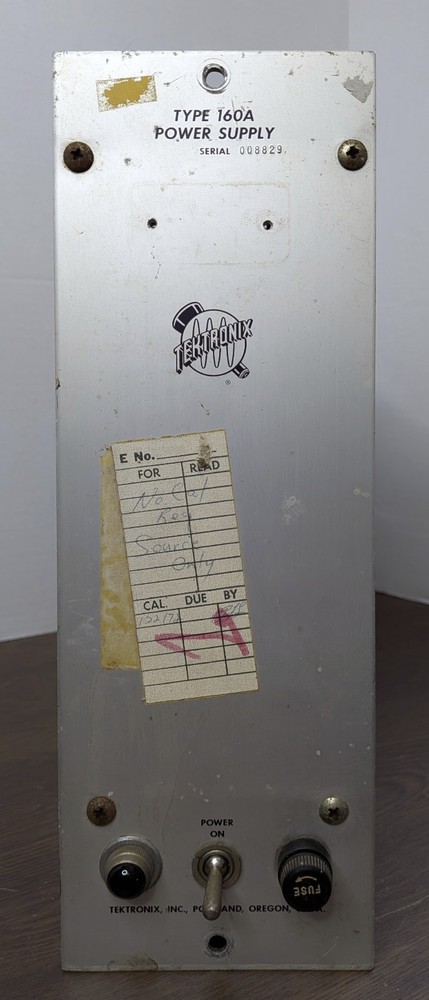 TYPE 160A
POWER SUPPLY
SERIAL 008829
TEKTRONIX
®
E No.
FOR READ
No Cal
Req
Source
Only
CAL. DUE BY
POWER
ON
FUSE
TEKTRONIX, INC., PORTLAND, OREGON,